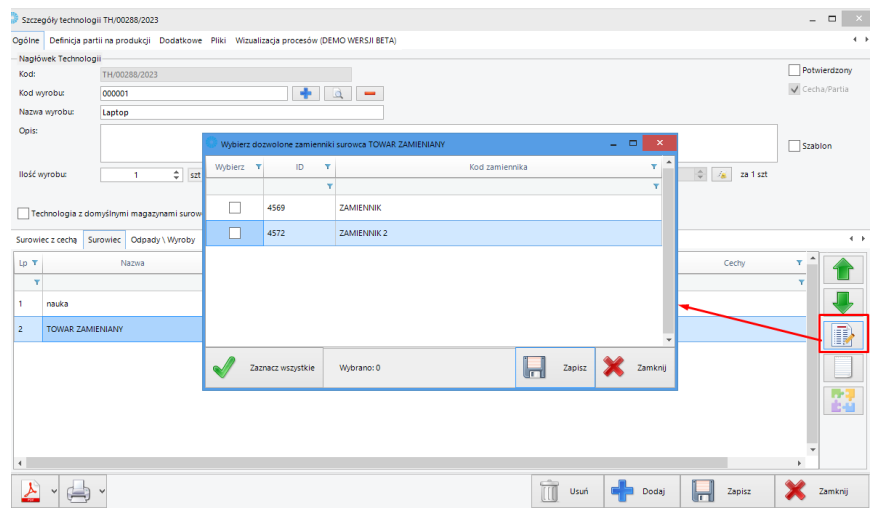 Szczegóły technologii TH/00288/2023
Ogólne Definicja partii na produkcji Dodatkowe Pliki Wizualizacja procesów (DEMO WERSJI BETA)
Nagłówek Technologii
Kod: TH/00288/2023 Potwierdzony
Kod wyrobu: 000001 Cecha/Partia
Nazwa wyrobu: Laptop
Opis:
Szablon
Wybierz dozwolone zamienniki surowca TOWAR ZAMIENIANY
Wybierz ID Kod zamiennika
4569 ZAMIENNIK
4572 ZAMIENNIK 2
Zaznacz wszystkie Wybrano: 0 Zapisz Zamknij
Ilość wyrobu: 1 szt za 1 szt
Technologia z domyślnymi magazynami surow
Surowiec z cechą Surowiec Odpady \ Wyroby
Lp Nazwa Cechy
1 nauka
2 TOWAR ZAMIENIANY
PDF Usuń Dodaj Zapisz Zamknij